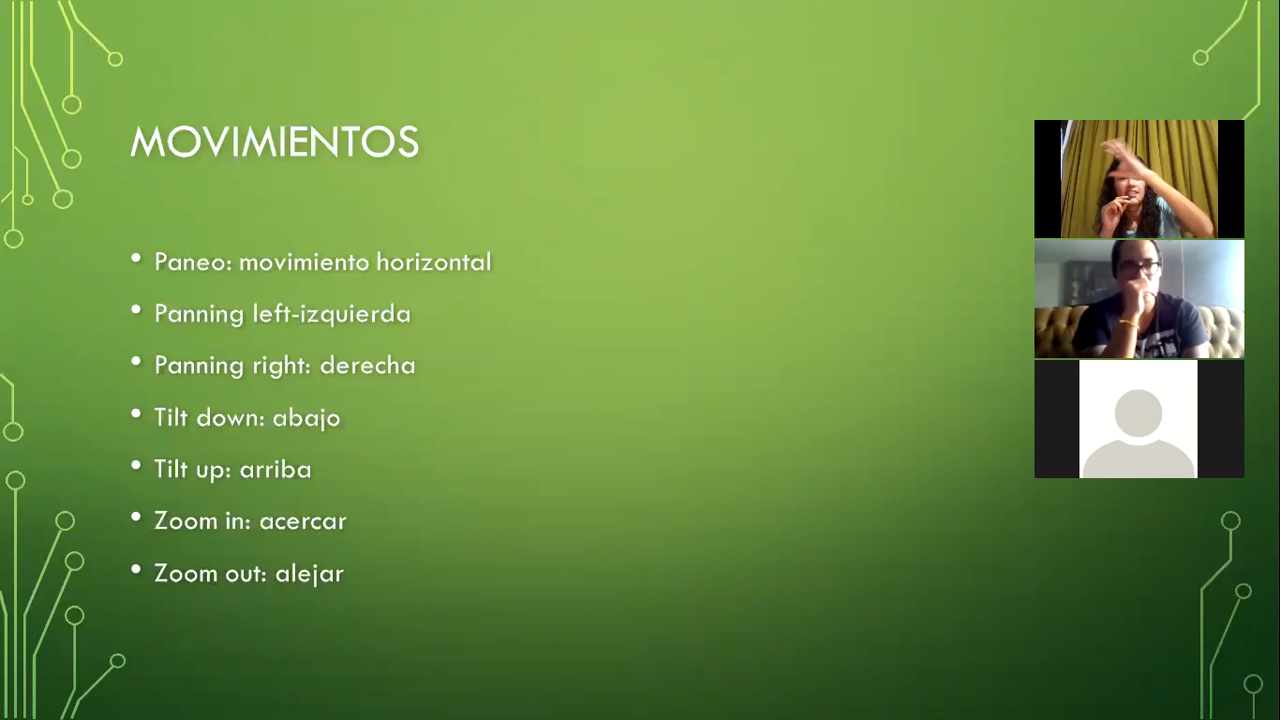 MOVIMIENTOS
• Paneo: movimiento horizontal
• Panning left-izquierda
• Panning right: derecha
• Tilt down: abajo
• Tilt up: arriba
• Zoom in: acercar
• Zoom out: alejar